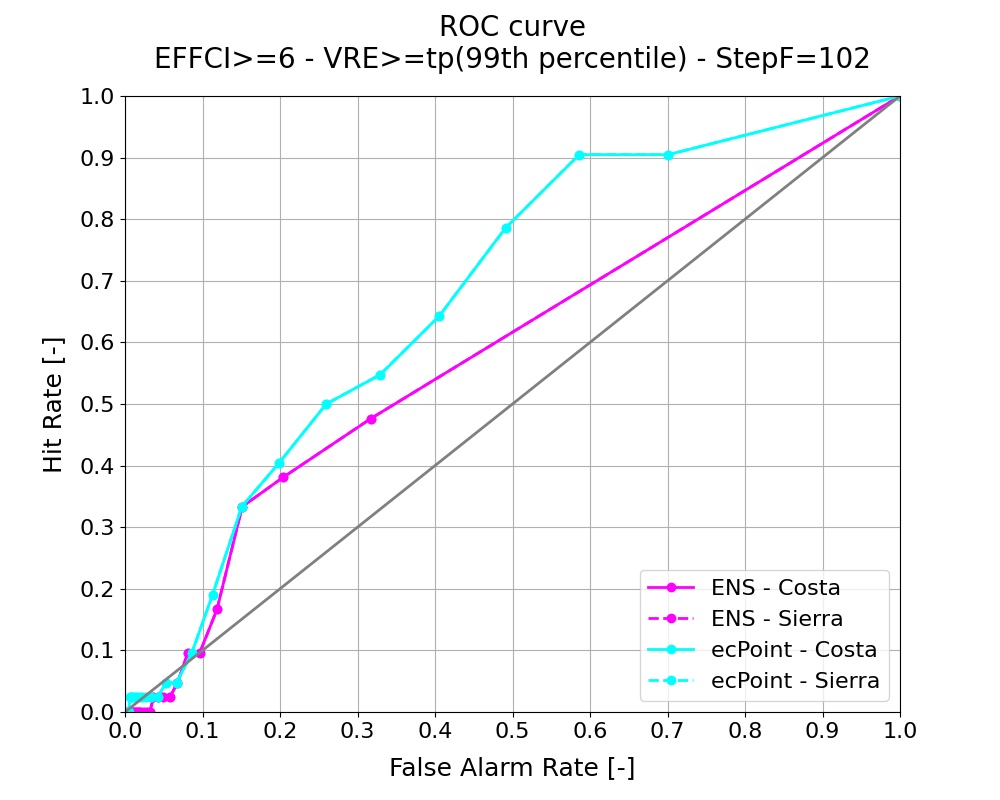 ROC curve
EFFCI>=6 - VRE>=tp(99th percentile) - StepF=102
1.0
0.9
0.8
0.7
0.6
0.5
0.4
0.3
0.2
0.1
0.0
Hit Rate [-]
ENS - Costa
ENS - Sierra
ecPoint - Costa
ecPoint - Sierra
0.0 0.1 0.2 0.3 0.4 0.5 0.6 0.7 0.8 0.9 1.0
False Alarm Rate [-]